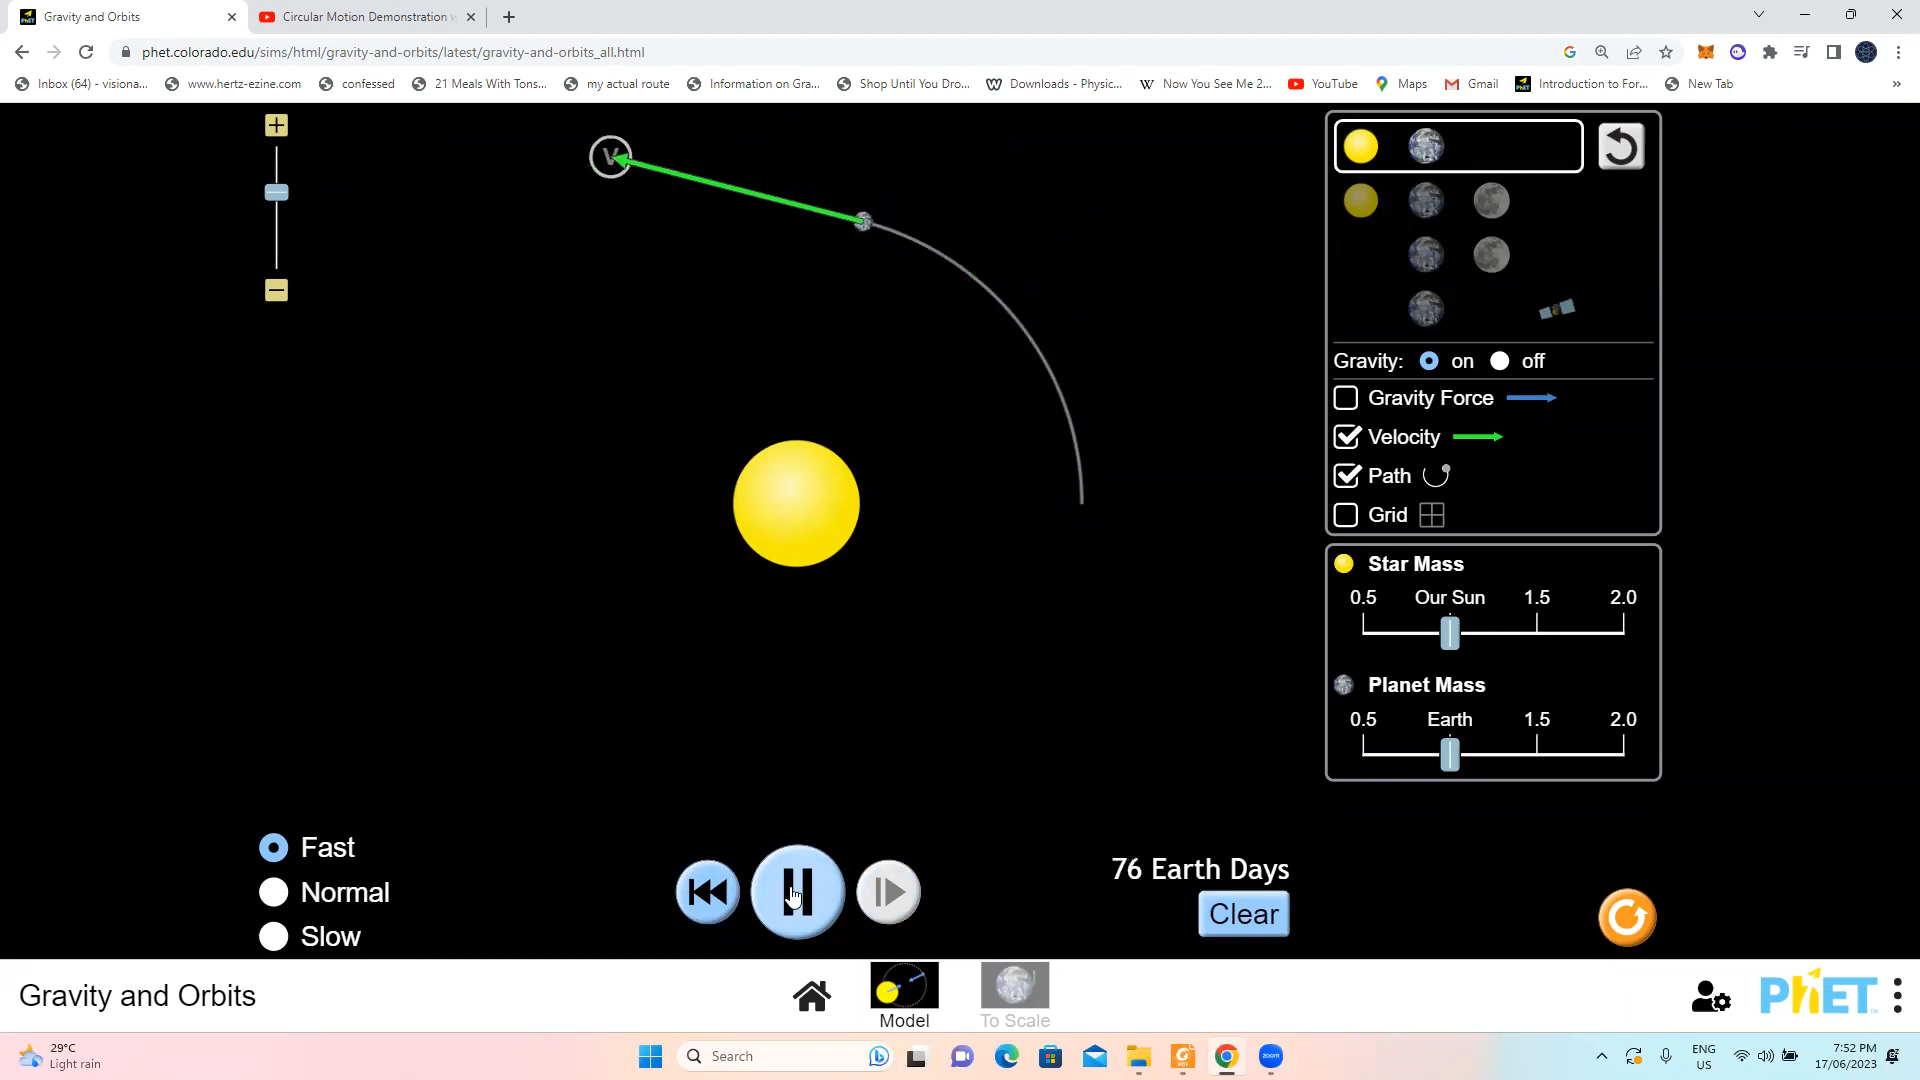 Gravity and Orbits
Circular Motion Demonstration
phet.colorado.edu/sims/html/gravity-and-orbits/latest/gravity-and-orbits_all.html
Inbox (64) - visiona...
www.hertz-ezine.com
confessed
21 Meals With Tons...
my actual route
Information on Gra...
Shop Until You Dro...
Downloads - Physic...
Now You See Me 2...
YouTube
Maps
Gmail
Introduction to For...
New Tab
»
V
Gravity: on off
Gravity Force
Velocity
Path
Grid
Star Mass
0.5 Our Sun 1.5 2.0
Planet Mass
0.5 Earth 1.5 2.0
Fast
Normal
Slow
76 Earth Days
Clear
Gravity and Orbits
Model
To Scale
PhET
29°C
Light rain
Search
zoom
ENG
US
7:52 PM
17/06/2023